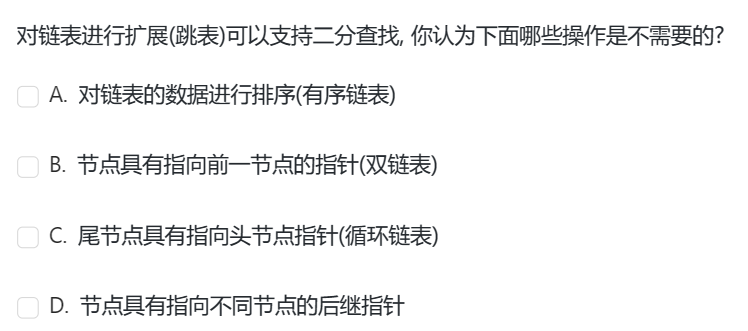 对链表进行扩展(跳表)可以支持二分查找, 你认为下面哪些操作是不需要的?
A. 对链表的数据进行排序(有序链表)
B. 节点具有指向前一节点的指针(双链表)
C. 尾节点具有指向头节点指针(循环链表)
D. 节点具有指向不同节点的后继指针